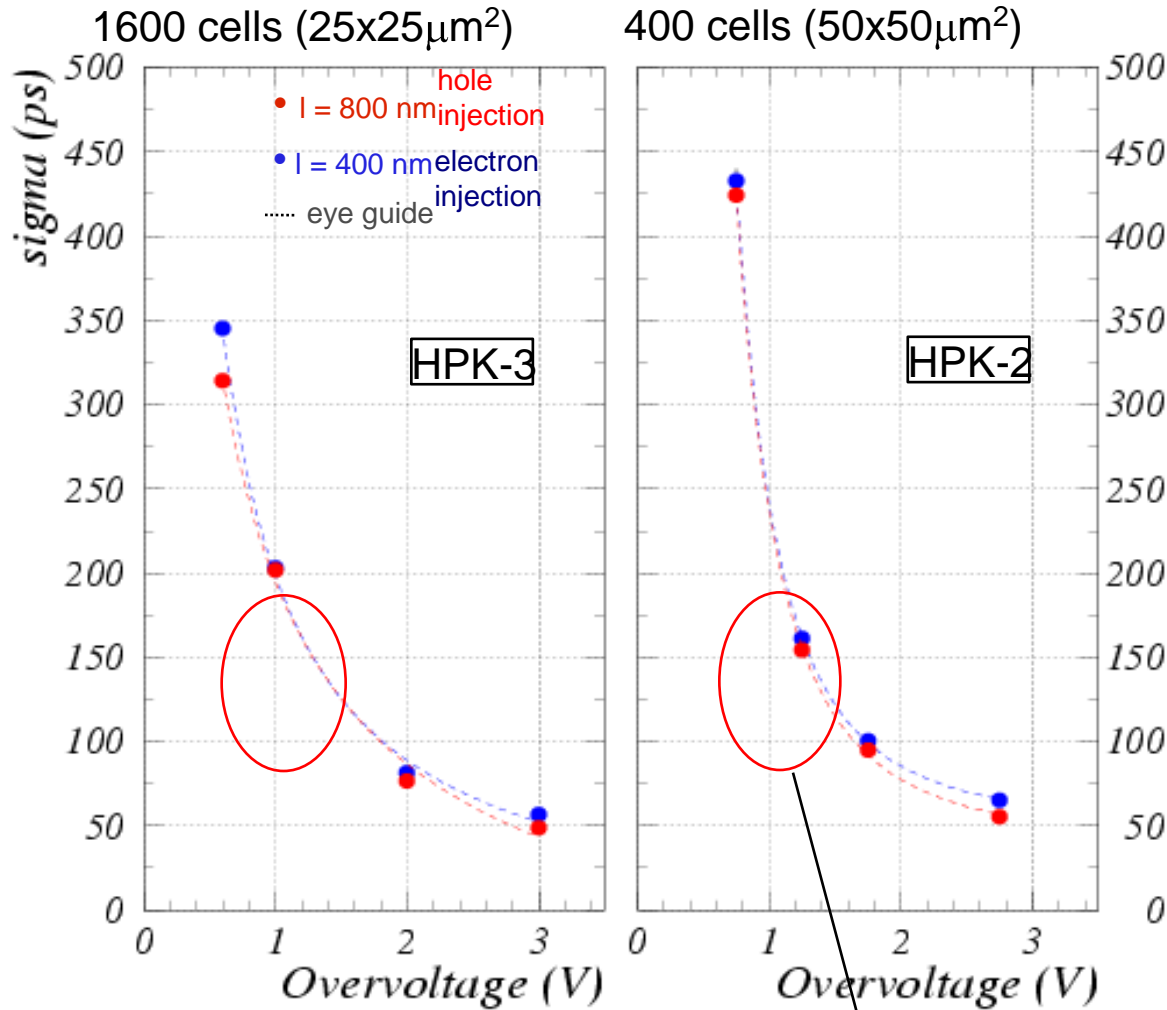 1600 cells (25x25μm²)
400 cells (50x50μm²)
sigma (ps)
500
450
400
350
300
250
200
150
100
50
0
l = 800 nm
hole
injection
l = 400 nm
electron
injection
eye guide
HPK-3
0
1
2
3
Overvoltage (V)
HPK-2
500
450
400
350
300
250
200
150
100
50
0
0
1
2
3
Overvoltage (V)